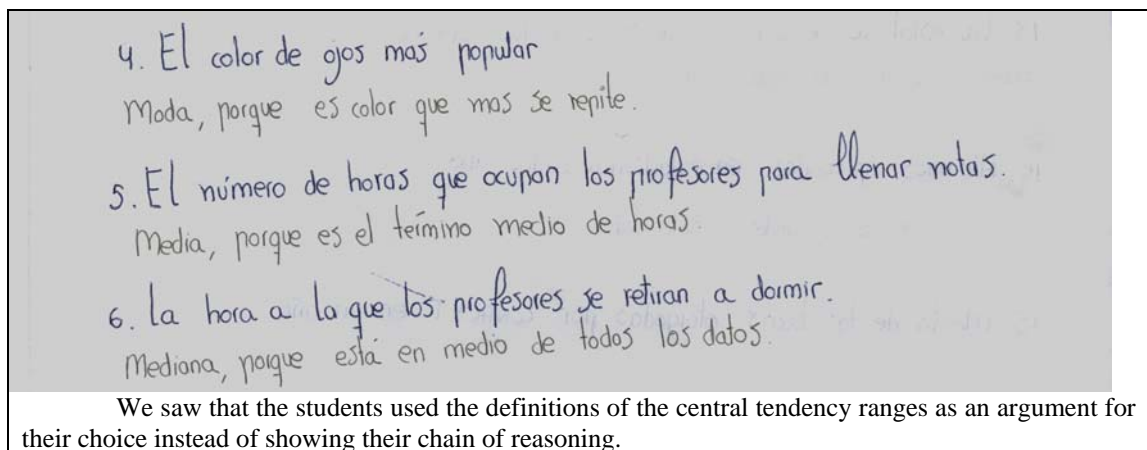 4. El color de ojos más popular
Moda, porque es color que mas se repite.
5. El número de horas que ocupan los profesores para llenar notas.
Media, porque es el término medio de horas.
6. La hora a la que los profesores se retiran a dormir.
Mediana, porque está en medio de todos los datos.
We saw that the students used the definitions of the central tendency ranges as an argument for
their choice instead of showing their chain of reasoning.